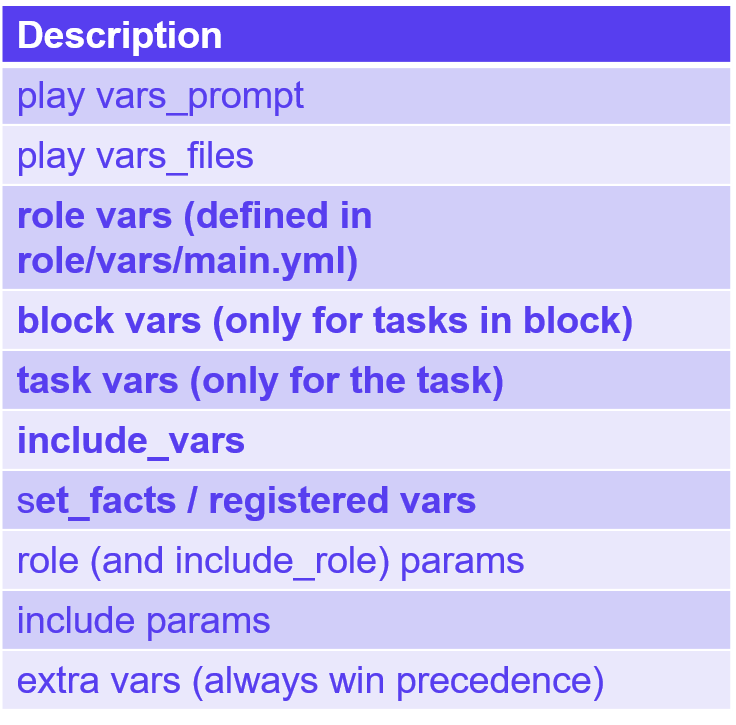 Description
play vars_prompt
play vars_files
role vars (defined in
role/vars/main.yml)
block vars (only for tasks in block)
task vars (only for the task)
include_vars
set_facts / registered vars
role (and include_role) params
include params
extra vars (always win precedence)